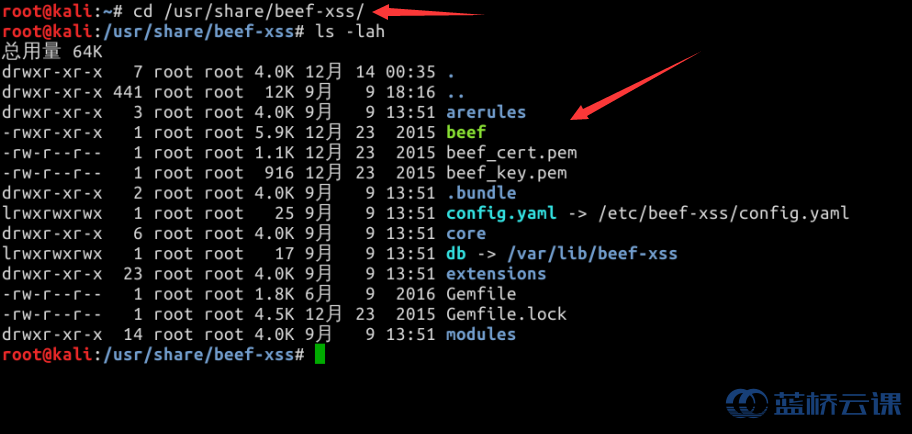 root@kali:~# cd /usr/share/beef-xss/
root@kali:/usr/share/beef-xss# ls -lah
总用量 64K
drwxr-xr-x 7 root root 4.0K 12月 14 00:35 .
drwxr-xr-x 441 root root 12K 9月 9 18:16 ..
drwxr-xr-x 3 root root 4.0K 9月 9 13:51 arerules
-rwxr-xr-x 1 root root 5.9K 12月 23 2015 beef
-rw-r--r-- 1 root root 1.1K 12月 23 2015 beef_cert.pem
-rw-r--r-- 1 root root 916 12月 23 2015 beef_key.pem
drwxr-xr-x 2 root root 4.0K 9月 9 13:51 .bundle
lrwxrwxrwx 1 root root 25 9月 9 13:51 config.yaml -> /etc/beef-xss/config.yaml
drwxr-xr-x 6 root root 4.0K 9月 9 13:51 core
lrwxrwxrwx 1 root root 17 9月 9 13:51 db -> /var/lib/beef-xss
drwxr-xr-x 23 root root 4.0K 9月 9 13:51 extensions
-rw-r--r-- 1 root root 1.8K 6月 9 2016 Gemfile
-rw-r--r-- 1 root root 4.5K 12月 23 2015 Gemfile.lock
drwxr-xr-x 14 root root 4.0K 9月 9 13:51 modules
root@kali:/usr/share/beef-xss#
蓝桥云课